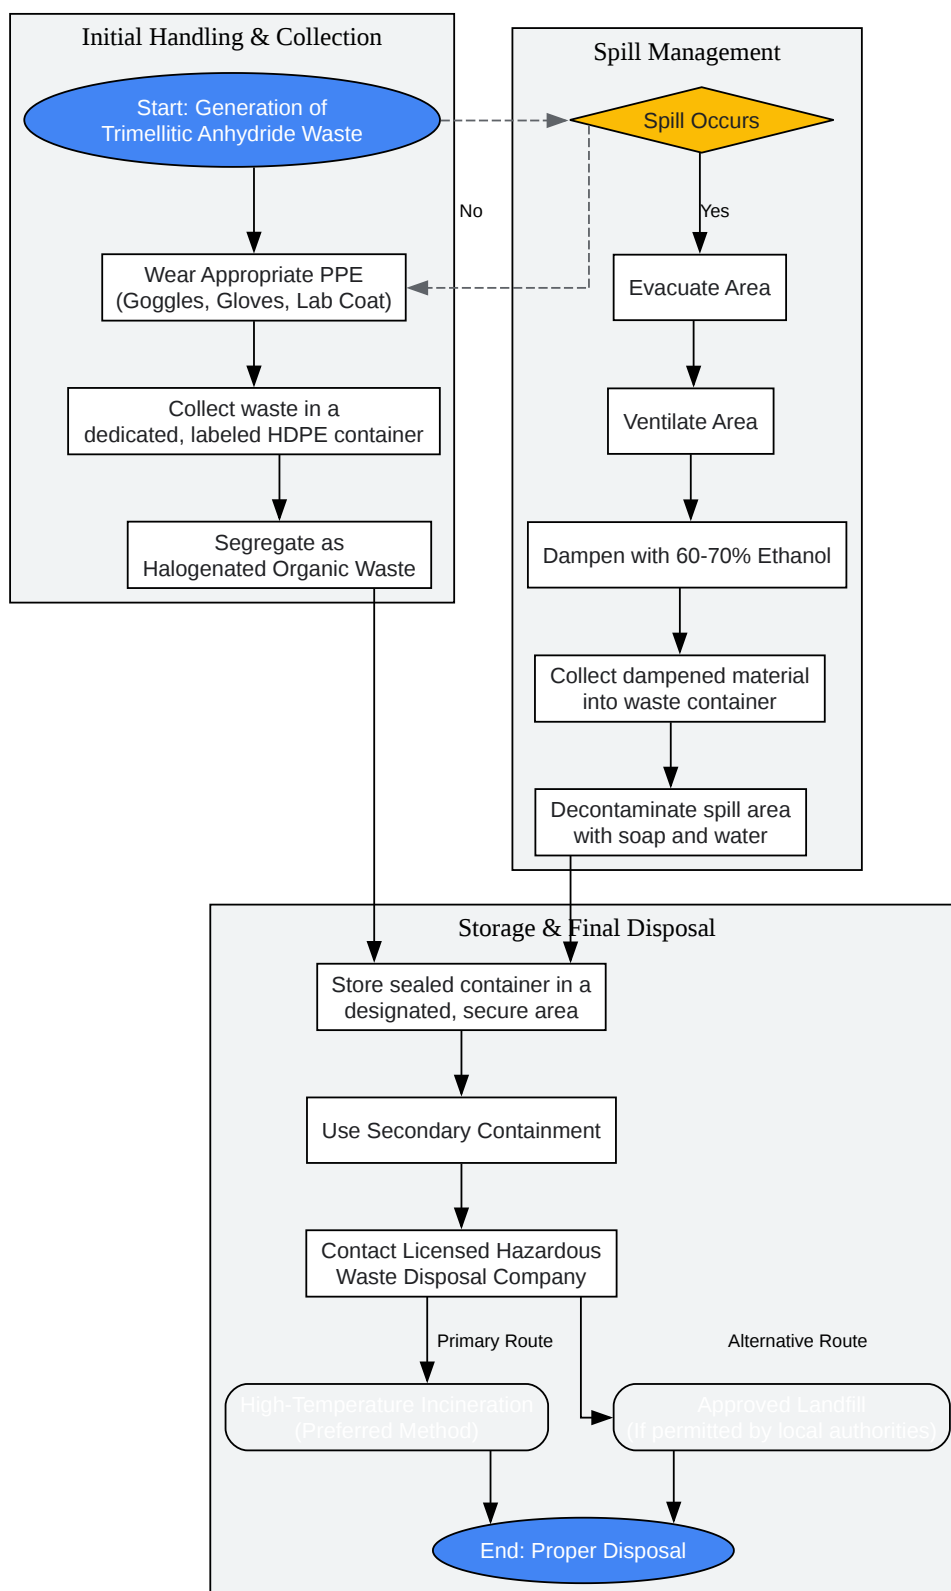 Initial Handling & Collection
Start: Generation of
Trimellitic Anhydride Waste
Wear Appropriate PPE
(Goggles, Gloves, Lab Coat)
Collect waste in a
dedicated, labeled HDPE container
Segregate as
Halogenated Organic Waste
Spill Management
Spill Occurs
No
Yes
Evacuate Area
Ventilate Area
Dampen with 60-70% Ethanol
Collect dampened material
into waste container
Decontaminate spill area
with soap and water
Storage & Final Disposal
Store sealed container in a
designated, secure area
Use Secondary Containment
Contact Licensed Hazardous
Waste Disposal Company
Primary Route
Alternative Route
High-Temperature Incineration
(Preferred Method)
Approved Landfill
(If permitted by local authorities)
End: Proper Disposal